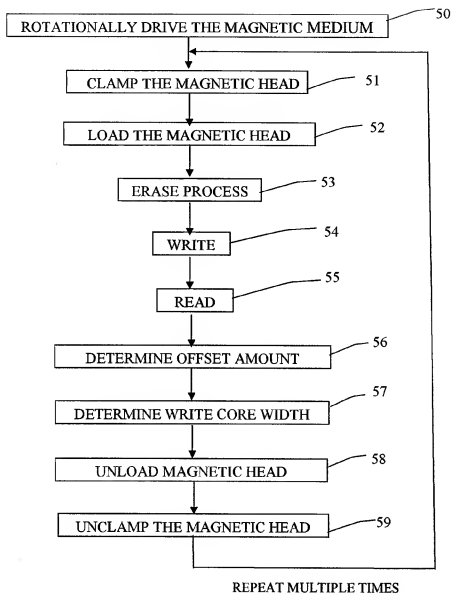 ROTATIONALLY DRIVE THE MAGNETIC MEDIUM 50
CLAMP THE MAGNETIC HEAD 51
LOAD THE MAGNETIC HEAD 52
ERASE PROCESS 53
WRITE 54
READ 55
DETERMINE OFFSET AMOUNT 56
DETERMINE WRITE CORE WIDTH 57
UNLOAD MAGNETIC HEAD 58
UNCLAMP THE MAGNETIC HEAD 59
REPEAT MULTIPLE TIMES